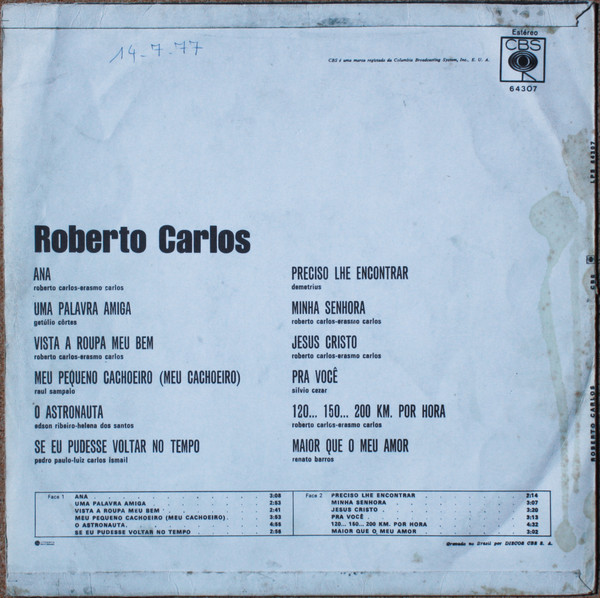 14-7-77
Estéreo
CBS
64307
CBS é uma marca registrada da Columbia Broadcasting System, Inc., E. U. A.
Roberto Carlos
ANA
roberto carlos-erasmo carlos
UMA PALAVRA AMIGA
getúlio côrtes
VISTA A ROUPA MEU BEM
roberto carlos-erasmo carlos
MEU PEQUENO CACHOEIRO (MEU CACHOEIRO)
raul sampaio
O ASTRONAUTA
edson ribeiro-helena dos santos
SE EU PUDESSE VOLTAR NO TEMPO
pedro paulo-luiz carlos ismail
PRECISO LHE ENCONTRAR
demetrius
MINHA SENHORA
roberto carlos-erasmo carlos
JESUS CRISTO
roberto carlos-erasmo carlos
PRA VOCÊ
silvio cezar
120... 150... 200 KM. POR HORA
roberto carlos-erasmo carlos
MAIOR QUE O MEU AMOR
renato barros
Face 1 ANA 3:08
UMA PALAVRA AMIGA 2:53
VISTA A ROUPA MEU BEM 2:41
MEU PEQUENO CACHOEIRO (MEU CACHOEIRO) 3:53
O ASTRONAUTA 4:55
SE EU PUDESSE VOLTAR NO TEMPO 2:56
Face 2 PRECISO LHE ENCONTRAR 2:14
MINHA SENHORA 3:07
JESUS CRISTO 3:20
PRA VOCÊ 3:13
120... 150... 200 KM. POR HORA 4:32
MAIOR QUE O MEU AMOR 3:02
Gravado no Brasil por DISCOS CBS S. A.
ROBERTO CARLOS CBS LPS 64307